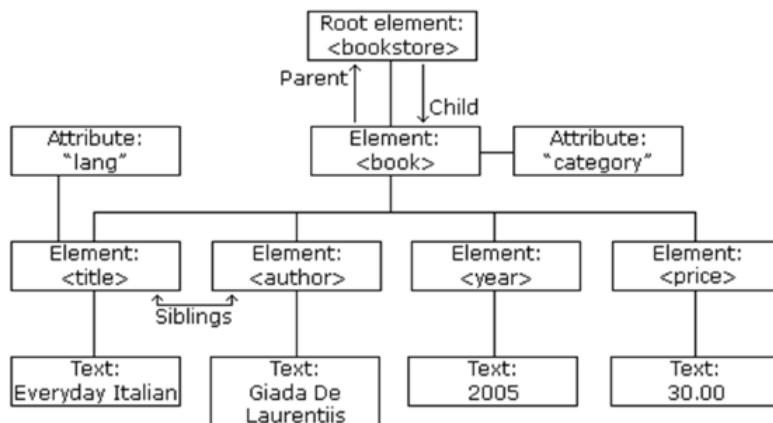 Root element:
<bookstore>
Parent
Child
Attribute:
"lang"
Element:
<book>
Attribute:
"category"
Element:
<title>
Element:
<author>
Element:
<year>
Element:
<price>
Siblings
Text:
Everyday Italian
Text:
Giada De
Laurentiis
Text:
2005
Text:
30.00